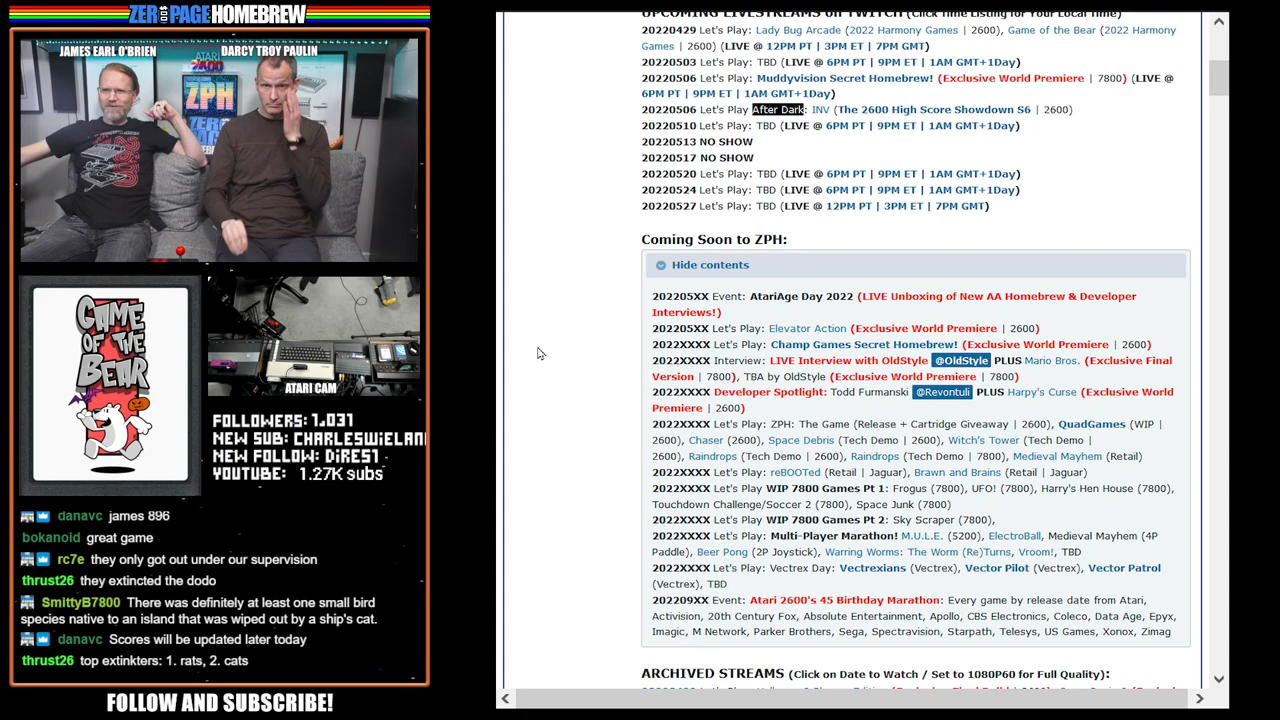 ZERO PAGE HOMEBREW
JAMES EARL O'BRIEN
DARCY TROY PAULIN
ATARI
2600
ZPH
GAME
OF THE
BEAR
ATARI CAM
FOLLOWERS: 1,031
NEW SUB: CHARLESWIELAN
NEW FOLLOW: DIREST
YOUTUBE: 1.27K subs
danavc james 896
bokanoid great game
rc7e they only got out under our supervision
thrust26 they extincted the dodo
SmittyB7800 There was definitely at least one small bird
species native to an island that was wiped out by a ship's cat.
danavc Scores will be updated later today
thrust26 top extinkters: 1. rats, 2. cats
FOLLOW AND SUBSCRIBE!
UPCOMING LIVESTREAMS on TWITCH (Click Time Listing for Your Local Time)
20220429 Let's Play: Lady Bug Arcade (2022 Harmony Games | 2600), Game of the Bear (2022 Harmony
Games | 2600) (LIVE @ 12PM PT | 3PM ET | 7PM GMT)
20220503 Let's Play: TBD (LIVE @ 6PM PT | 9PM ET | 1AM GMT+1Day)
20220506 Let's Play: Muddyvision Secret Homebrew! (Exclusive World Premiere | 7800) (LIVE @
6PM PT | 9PM ET | 1AM GMT+1Day)
20220506 Let's Play After Dark: INV (The 2600 High Score Showdown S6 | 2600)
20220510 Let's Play: TBD (LIVE @ 6PM PT | 9PM ET | 1AM GMT+1Day)
20220513 NO SHOW
20220517 NO SHOW
20220520 Let's Play: TBD (LIVE @ 6PM PT | 9PM ET | 1AM GMT+1Day)
20220524 Let's Play: TBD (LIVE @ 6PM PT | 9PM ET | 1AM GMT+1Day)
20220527 Let's Play: TBD (LIVE @ 12PM PT | 3PM ET | 7PM GMT)
Coming Soon to ZPH:
Hide contents
202205XX Event: AtariAge Day 2022 (LIVE Unboxing of New AA Homebrew & Developer
Interviews!)
202205XX Let's Play: Elevator Action (Exclusive World Premiere | 2600)
2022XXXX Let's Play: Champ Games Secret Homebrew! (Exclusive World Premiere | 2600)
2022XXXX Interview: LIVE Interview with OldStyle @OldStyle PLUS Mario Bros. (Exclusive Final
Version | 7800), TBA by OldStyle (Exclusive World Premiere | 7800)
2022XXXX Developer Spotlight: Todd Furmanski @Revontuli PLUS Harpy's Curse (Exclusive World
Premiere | 2600)
2022XXXX Let's Play: ZPH: The Game (Release + Cartridge Giveaway | 2600), QuadGames (WIP |
2600), Chaser (2600), Space Debris (Tech Demo | 2600), Witch's Tower (Tech Demo |
2600), Raindrops (Tech Demo | 2600), Raindrops (Tech Demo | 7800), Medieval Mayhem (Retail)
2022XXXX Let's Play: reBOOTed (Retail | Jaguar), Brawn and Brains (Retail | Jaguar)
2022XXXX Let's Play WIP 7800 Games Pt 1: Frogus (7800), UFO! (7800), Harry's Hen House (7800),
Touchdown Challenge/Soccer 2 (7800), Space Junk (7800)
2022XXXX Let's Play WIP 7800 Games Pt 2: Sky Scraper (7800),
2022XXXX Let's Play: Multi-Player Marathon! M.U.L.E. (5200), ElectroBall, Medieval Mayhem (4P
Paddle), Beer Pong (2P Joystick), Warring Worms: The Worm (Re)Turns, Vroom!, TBD
2022XXXX Let's Play: Vectrex Day: Vectrexians (Vectrex), Vector Pilot (Vectrex), Vector Patrol
(Vectrex), TBD
202209XX Event: Atari 2600's 45 Birthday Marathon: Every game by release date from Atari,
Activision, 20th Century Fox, Absolute Entertainment, Apollo, CBS Electronics, Coleco, Data Age, Epyx,
Imagic, M Network, Parker Brothers, Sega, Spectravision, Starpath, Telesys, US Games, Xonox, Zimag
ARCHIVED STREAMS (Click on Date to Watch / Set to 1080P60 for Full Quality):